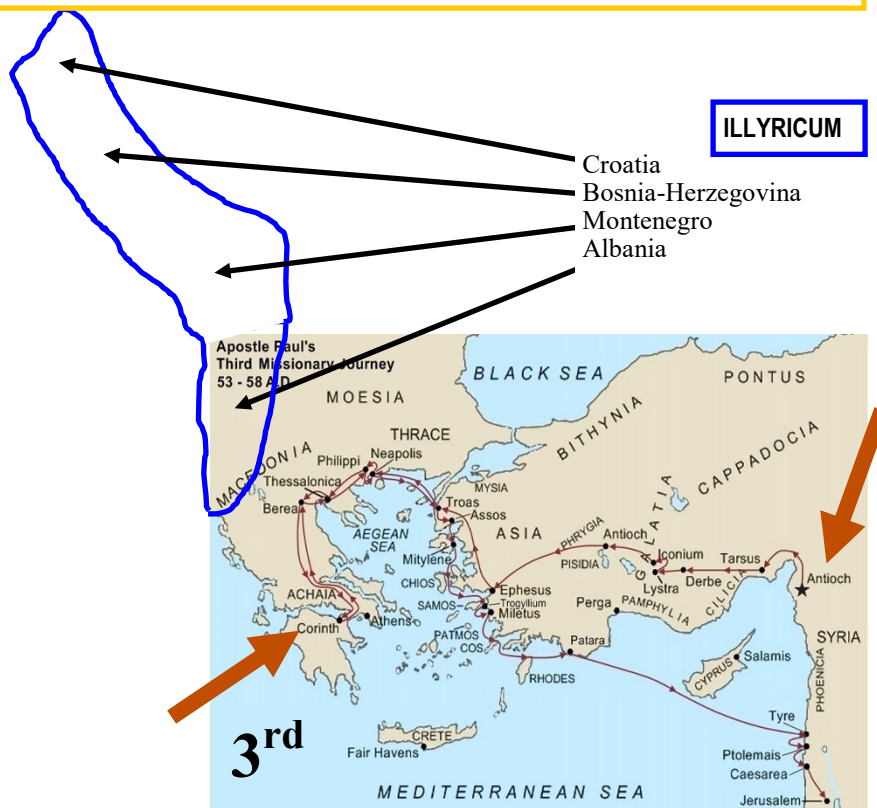 ILLYRICUM
Croatia
Bosnia-Herzegovina
Montenegro
Albania
Apostle Paul's
Third Missionary Journey
53 - 58 A.D.
BLACK SEA
PONTUS
MOESIA
THRACE
BITHYNIA
CAPPADOCIA
MACEDONIA
Philippi
Neapolis
Thessalonica
MYSIA
Berea
Troas
Assos
GALATIA
AEGEAN
SEA
ASIA
PHRYGIA
Antioch
Mitylene
PISIDIA
Iconium
Tarsus
CHIOS
Lystra
Derbe
CILICIA
Antioch
ACHAIA
Ephesus
SAMOS
Trogyllium
Miletus
Perga
PAMPHYLIA
Corinth
Athens
PATMOS
COS
Patara
SYRIA
RHODES
CYPRUS
Salamis
PHOENICIA
3rd
CRETE
Fair Havens
Tyre
Ptolemais
Caesarea
MEDITERRANEAN SEA
Jerusalem